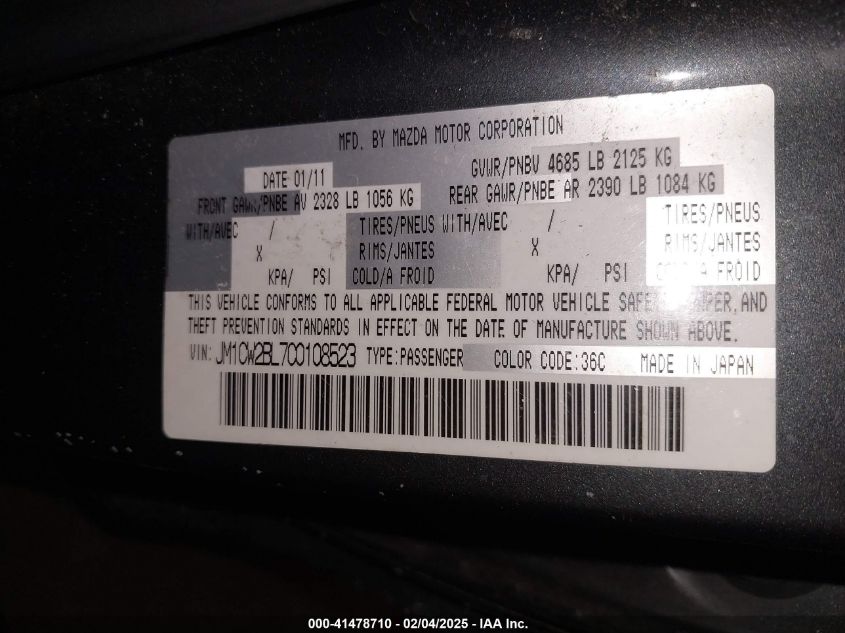 MFD. BY MAZDA MOTOR CORPORATION
DATE 01/11 GVWR/PNBV 4685 LB 2125 KG
FRONT GAWR/PNBE AV 2328 LB 1056 KG REAR GAWR/PNBE AR 2390 LB 1084 KG
WITH/AVEC / TIRES/PNEUS WITH/AVEC / TIRES/PNEUS
X RIMS/JANTES X RIMS/JANTES
KPA/ PSI COLD/A FROID KPA/ PSI COLD/A FROID
THIS VEHICLE CONFORMS TO ALL APPLICABLE FEDERAL MOTOR VEHICLE AND
THEFT PREVENTION STANDARDS IN EFFECT ON THE DATE OF MANUFACTURE SHOWN ABOVE.
VIN: JM1CW2BL7C0108523 TYPE:PASSENGER COLOR CODE:36C MADE IN JAPAN
000-41478710 - 02/04/2025 - IAA Inc.